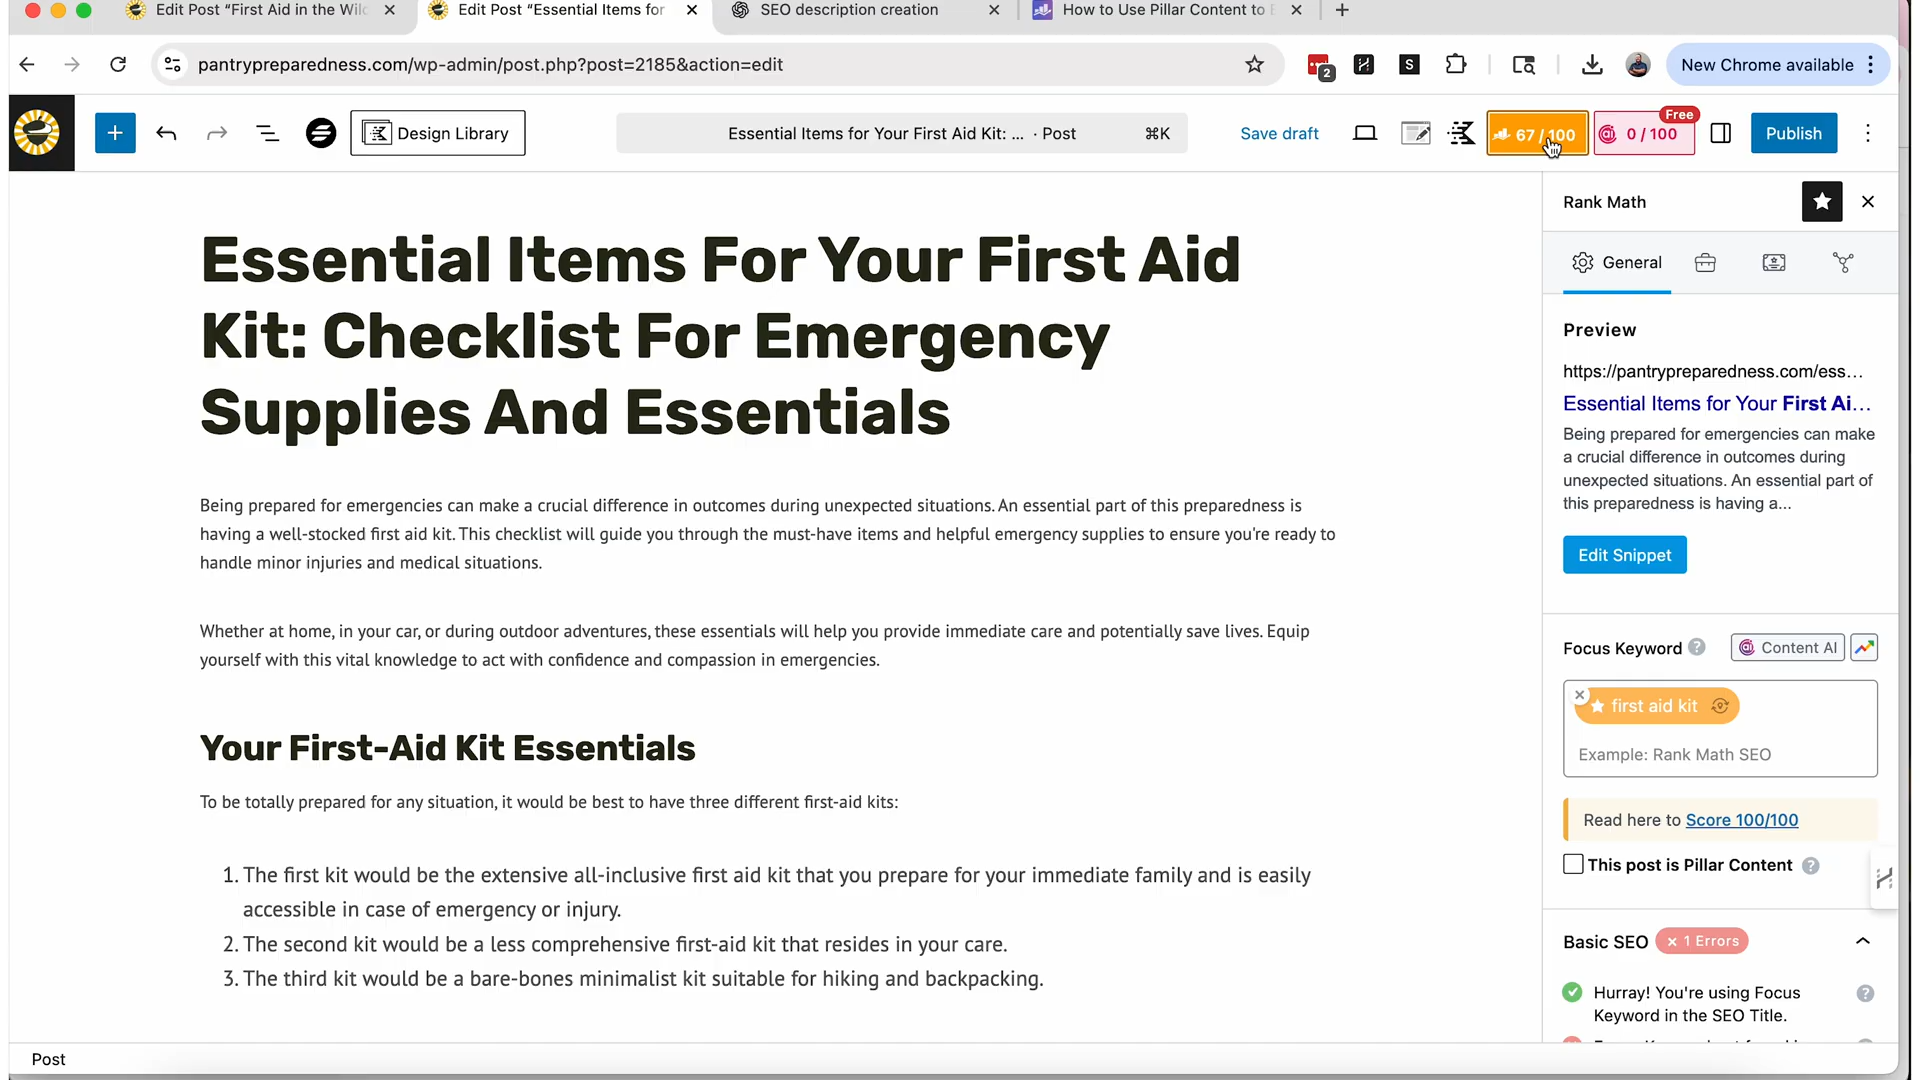 Edit Post “First Aid in the Wil
Edit Post “Essential Items for
SEO description creation
How to Use Pillar Content to
pantrypreparedness.com/wp-admin/post.php?post=2185&action=edit
2
New Chrome available
Design Library
Essential Items for Your First Aid Kit: ... · Post ⌘K
Save draft
67 / 100
0 / 100
Free
Publish
Rank Math
General
Essential Items For Your First Aid
Kit: Checklist For Emergency
Supplies And Essentials
Being prepared for emergencies can make a crucial difference in outcomes during unexpected situations. An essential part of this preparedness is
having a well-stocked first aid kit. This checklist will guide you through the must-have items and helpful emergency supplies to ensure you're ready to
handle minor injuries and medical situations.
Whether at home, in your car, or during outdoor adventures, these essentials will help you provide immediate care and potentially save lives. Equip
yourself with this vital knowledge to act with confidence and compassion in emergencies.
Your First-Aid Kit Essentials
To be totally prepared for any situation, it would be best to have three different first-aid kits:
1. The first kit would be the extensive all-inclusive first aid kit that you prepare for your immediate family and is easily
accessible in case of emergency or injury.
2. The second kit would be a less comprehensive first-aid kit that resides in your care.
3. The third kit would be a bare-bones minimalist kit suitable for hiking and backpacking.
Preview
https://pantrypreparedness.com/ess...
Essential Items for Your First Ai...
Being prepared for emergencies can make
a crucial difference in outcomes during
unexpected situations. An essential part of
this preparedness is having a...
Edit Snippet
Focus Keyword
Content AI
first aid kit
Example: Rank Math SEO
Read here to Score 100/100
This post is Pillar Content
Basic SEO
× 1 Errors
Hurray! You're using Focus
Keyword in the SEO Title.
Post